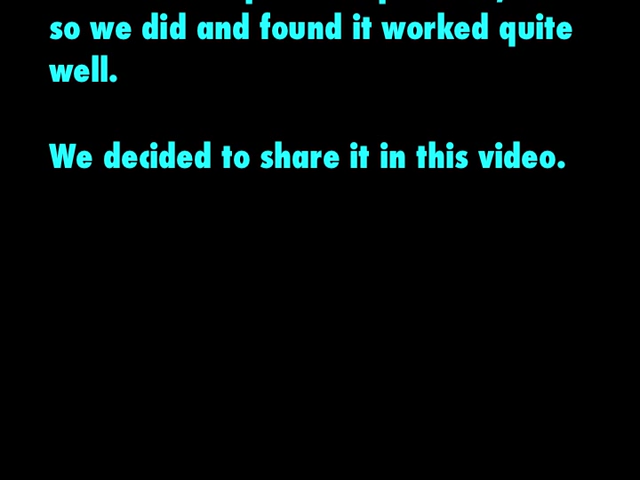 so we did and found it worked quite
well.
We decided to share it in this video.